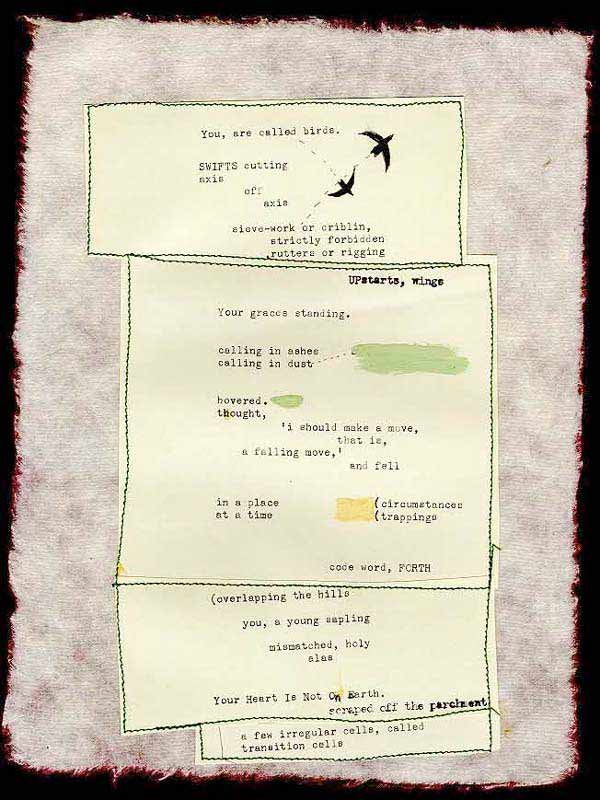 You, are called birds.
SWIFTS cutting
axis
off
axis
sieve-work or criblin,
strictly forbidden
rutters or rigging
UPstarts, wings
Your graces standing.
calling in ashes
calling in dust
hovered.
thought,
'i should make a move,
that is,
a falling move,'
and fell
in a place (circumstances
at a time (trappings
code word, FORTH
(overlapping the hills
you, a young sapling
mismatched, holy
alas
Your Heart Is Not On Earth.
scraped off the parchment
a few irregular cells, called
transition cells